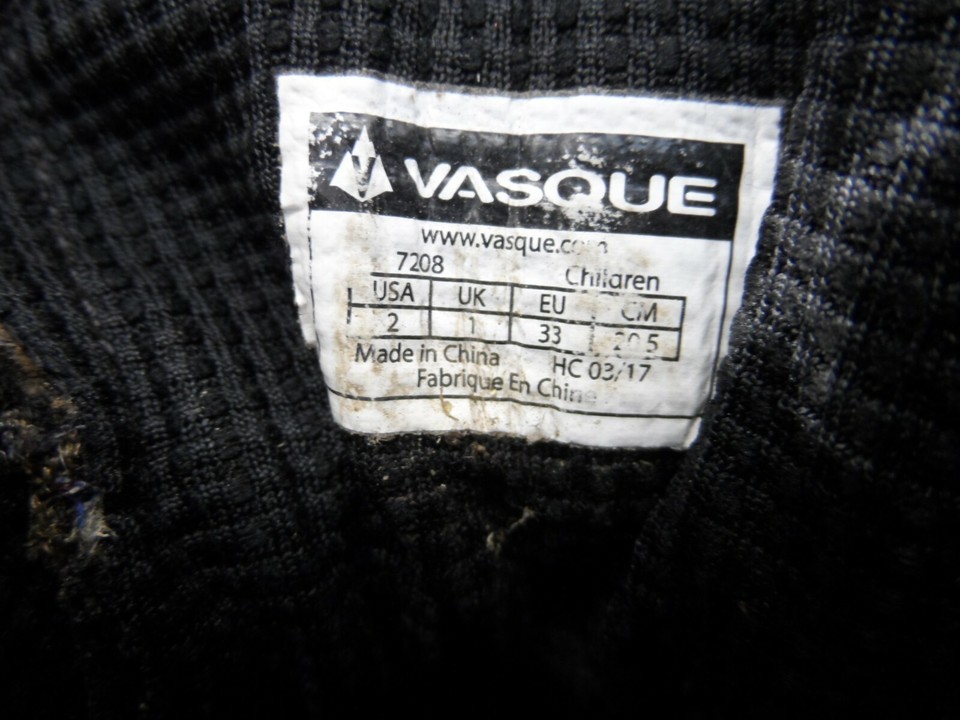 VASQUE
www.vasque.com
7208 Children
USA UK EU CM
2 1 33 20.5
Made in China HC 03/17
Fabrique En Chine